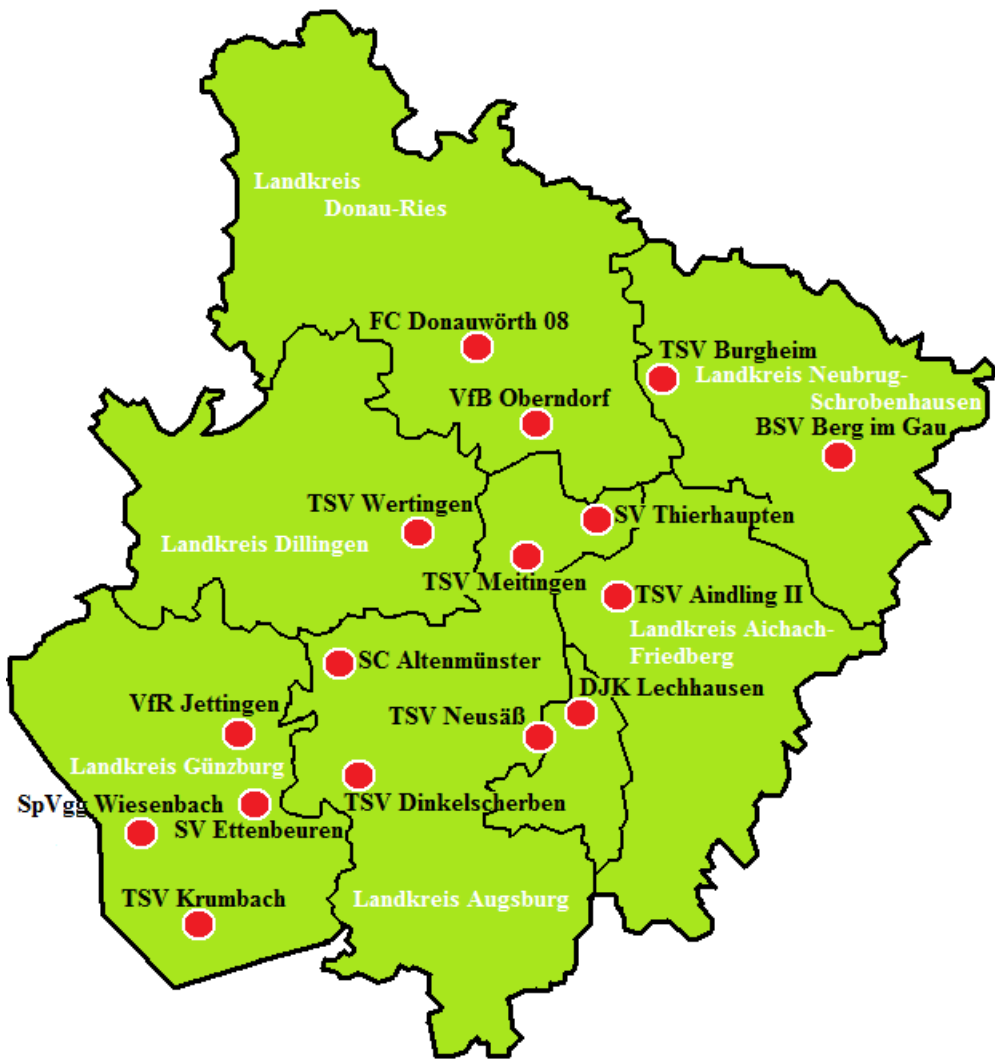 Landkreis
Donau-Ries
FC Donauwörth 08
TSV Burgheim
Landkreis Neubrug-
Schrobenhausen
VfB Oberndorf
BSV Berg im Gau
TSV Wertingen
SV Thierhaupten
Landkreis Dillingen
TSV Meitingen
TSV Aindling II
Landkreis Aichach-
Friedberg
SC Altenmünster
DJK Lechhausen
VfR Jettingen
TSV Neusäß
Landkreis Günzburg
SpVgg Wiesenbach
TSV Dinkelscherben
SV Ettenbeuren
TSV Krumbach
Landkreis Augsburg